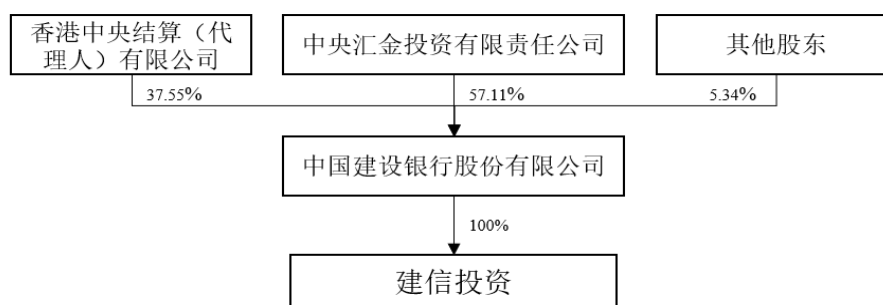 香港中央结算（代
理人）有限公司
中央汇金投资有限责任公司
其他股东
37.55%
57.11%
5.34%
中国建设银行股份有限公司
100%
建信投资